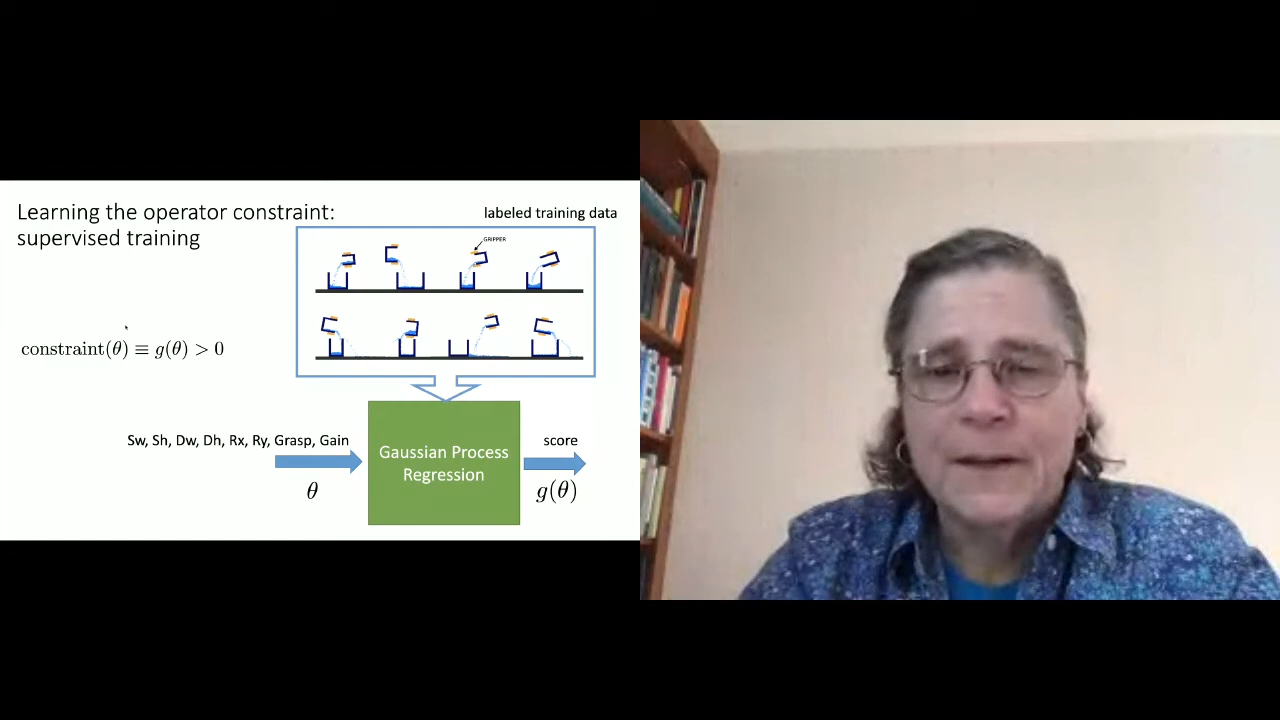 Learning the operator constraint:
supervised training
labeled training data
GRIPPER
constraint(θ) ≡ g(θ) > 0
Sw, Sh, Dw, Dh, Rx, Ry, Grasp, Gain
θ
Gaussian Process
Regression
score
g(θ)